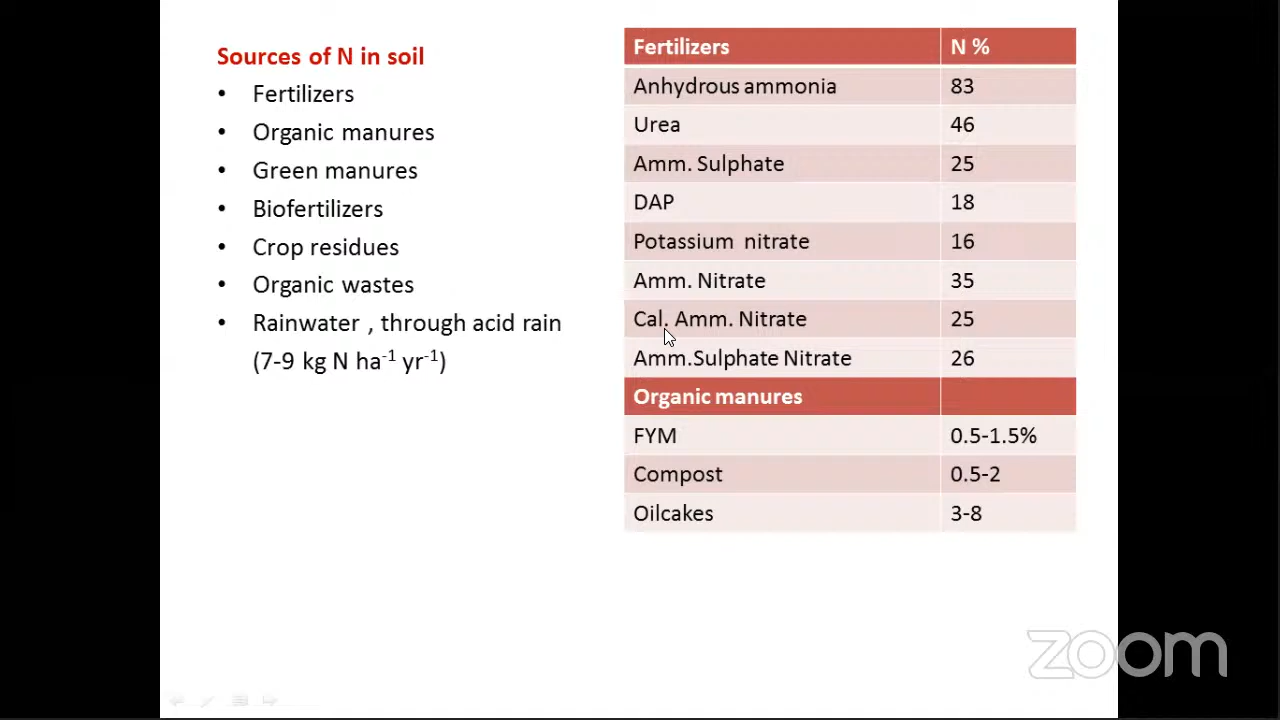 Sources of N in soil
• Fertilizers
• Organic manures
• Green manures
• Biofertilizers
• Crop residues
• Organic wastes
• Rainwater , through acid rain
(7-9 kg N ha⁻¹ yr⁻¹)
Fertilizers N %
Anhydrous ammonia 83
Urea 46
Amm. Sulphate 25
DAP 18
Potassium nitrate 16
Amm. Nitrate 35
Cal. Amm. Nitrate 25
Amm.Sulphate Nitrate 26
Organic manures
FYM 0.5-1.5%
Compost 0.5-2
Oilcakes 3-8
zoom